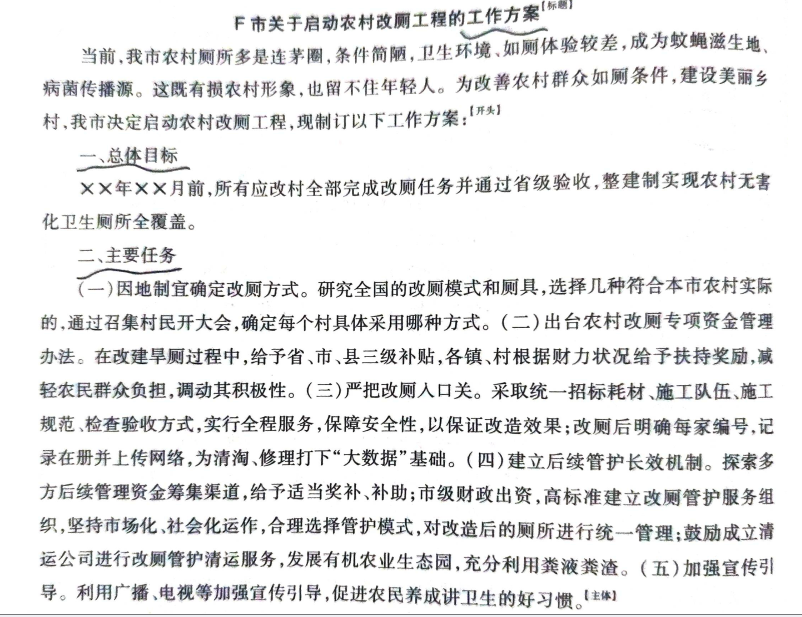 F市关于启动农村改厕工程的工作方案【标题】
当前,我市农村厕所多是连茅圈,条件简陋,卫生环境、如厕体验较差,成为蚊蝇滋生地、
病菌传播源。这既有损农村形象,也留不住年轻人。为改善农村群众如厕条件,建设美丽乡
村,我市决定启动农村改厕工程,现制订以下工作方案:【开头】
一、总体目标
××年××月前,所有应改村全部完成改厕任务并通过省级验收,整建制实现农村无害
化卫生厕所全覆盖。
二、主要任务
(一)因地制宜确定改厕方式。研究全国的改厕模式和厕具,选择几种符合本市农村实际
的,通过召集村民开大会,确定每个村具体采用哪种方式。(二)出台农村改厕专项资金管理
办法。在改建旱厕过程中,给予省、市、县三级补贴,各镇、村根据财力状况给予扶持奖励,减
轻农民群众负担,调动其积极性。(三)严把改厕入口关。采取统一招标耗材、施工队伍、施工
规范、检查验收方式,实行全程服务,保障安全性,以保证改造效果;改厕后明确每家编号,记
录在册并上传网络,为清淘、修理打下“大数据”基础。(四)建立后续管护长效机制。探索多
方后续管理资金筹集渠道,给予适当奖补、补助;市级财政出资,高标准建立改厕管护服务组
织,坚持市场化、社会化运作,合理选择管护模式,对改造后的厕所进行统一管理;鼓励成立清
运公司进行改厕管护清运服务,发展有机农业生态园,充分利用粪液粪渣。(五)加强宣传引
导。利用广播、电视等加强宣传引导,促进农民养成讲卫生的好习惯。【主体】